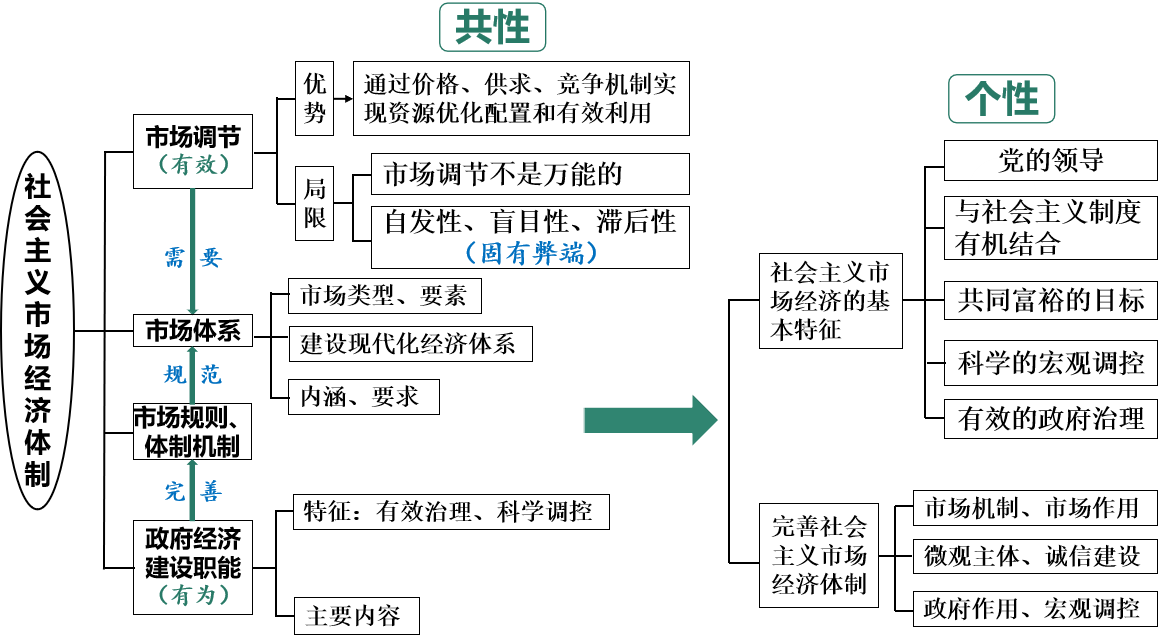 共性
个性
社会主义市场经济体制
市场调节
（有效）
优势
通过价格、供求、竞争机制实
现资源优化配置和有效利用
局限
市场调节不是万能的
自发性、盲目性、滞后性
（固有弊端）
需要
市场体系
市场类型、要素
建设现代化经济体系
内涵、要求
规范
市场规则、
体制机制
完善
政府经济
建设职能
（有为）
特征：有效治理、科学调控
主要内容
社会主义市
场经济的基
本特征
党的领导
与社会主义制度
有机结合
共同富裕的目标
科学的宏观调控
有效的政府治理
完善社会
主义市场
经济体制
市场机制、市场作用
微观主体、诚信建设
政府作用、宏观调控